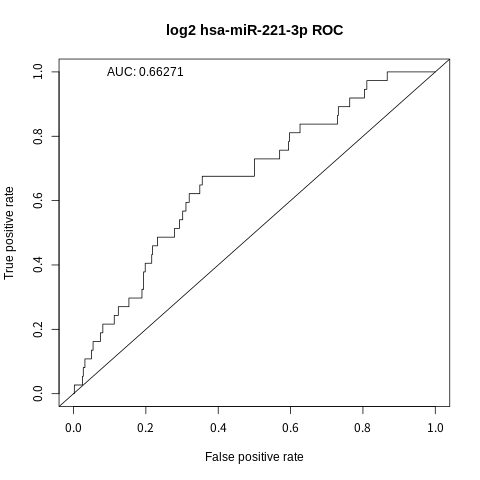 log2 hsa-miR-221-3p ROC
AUC: 0.66271
True positive rate
1.0
0.8
0.6
0.4
0.2
0.0
0.0 0.2 0.4 0.6 0.8 1.0
False positive rate